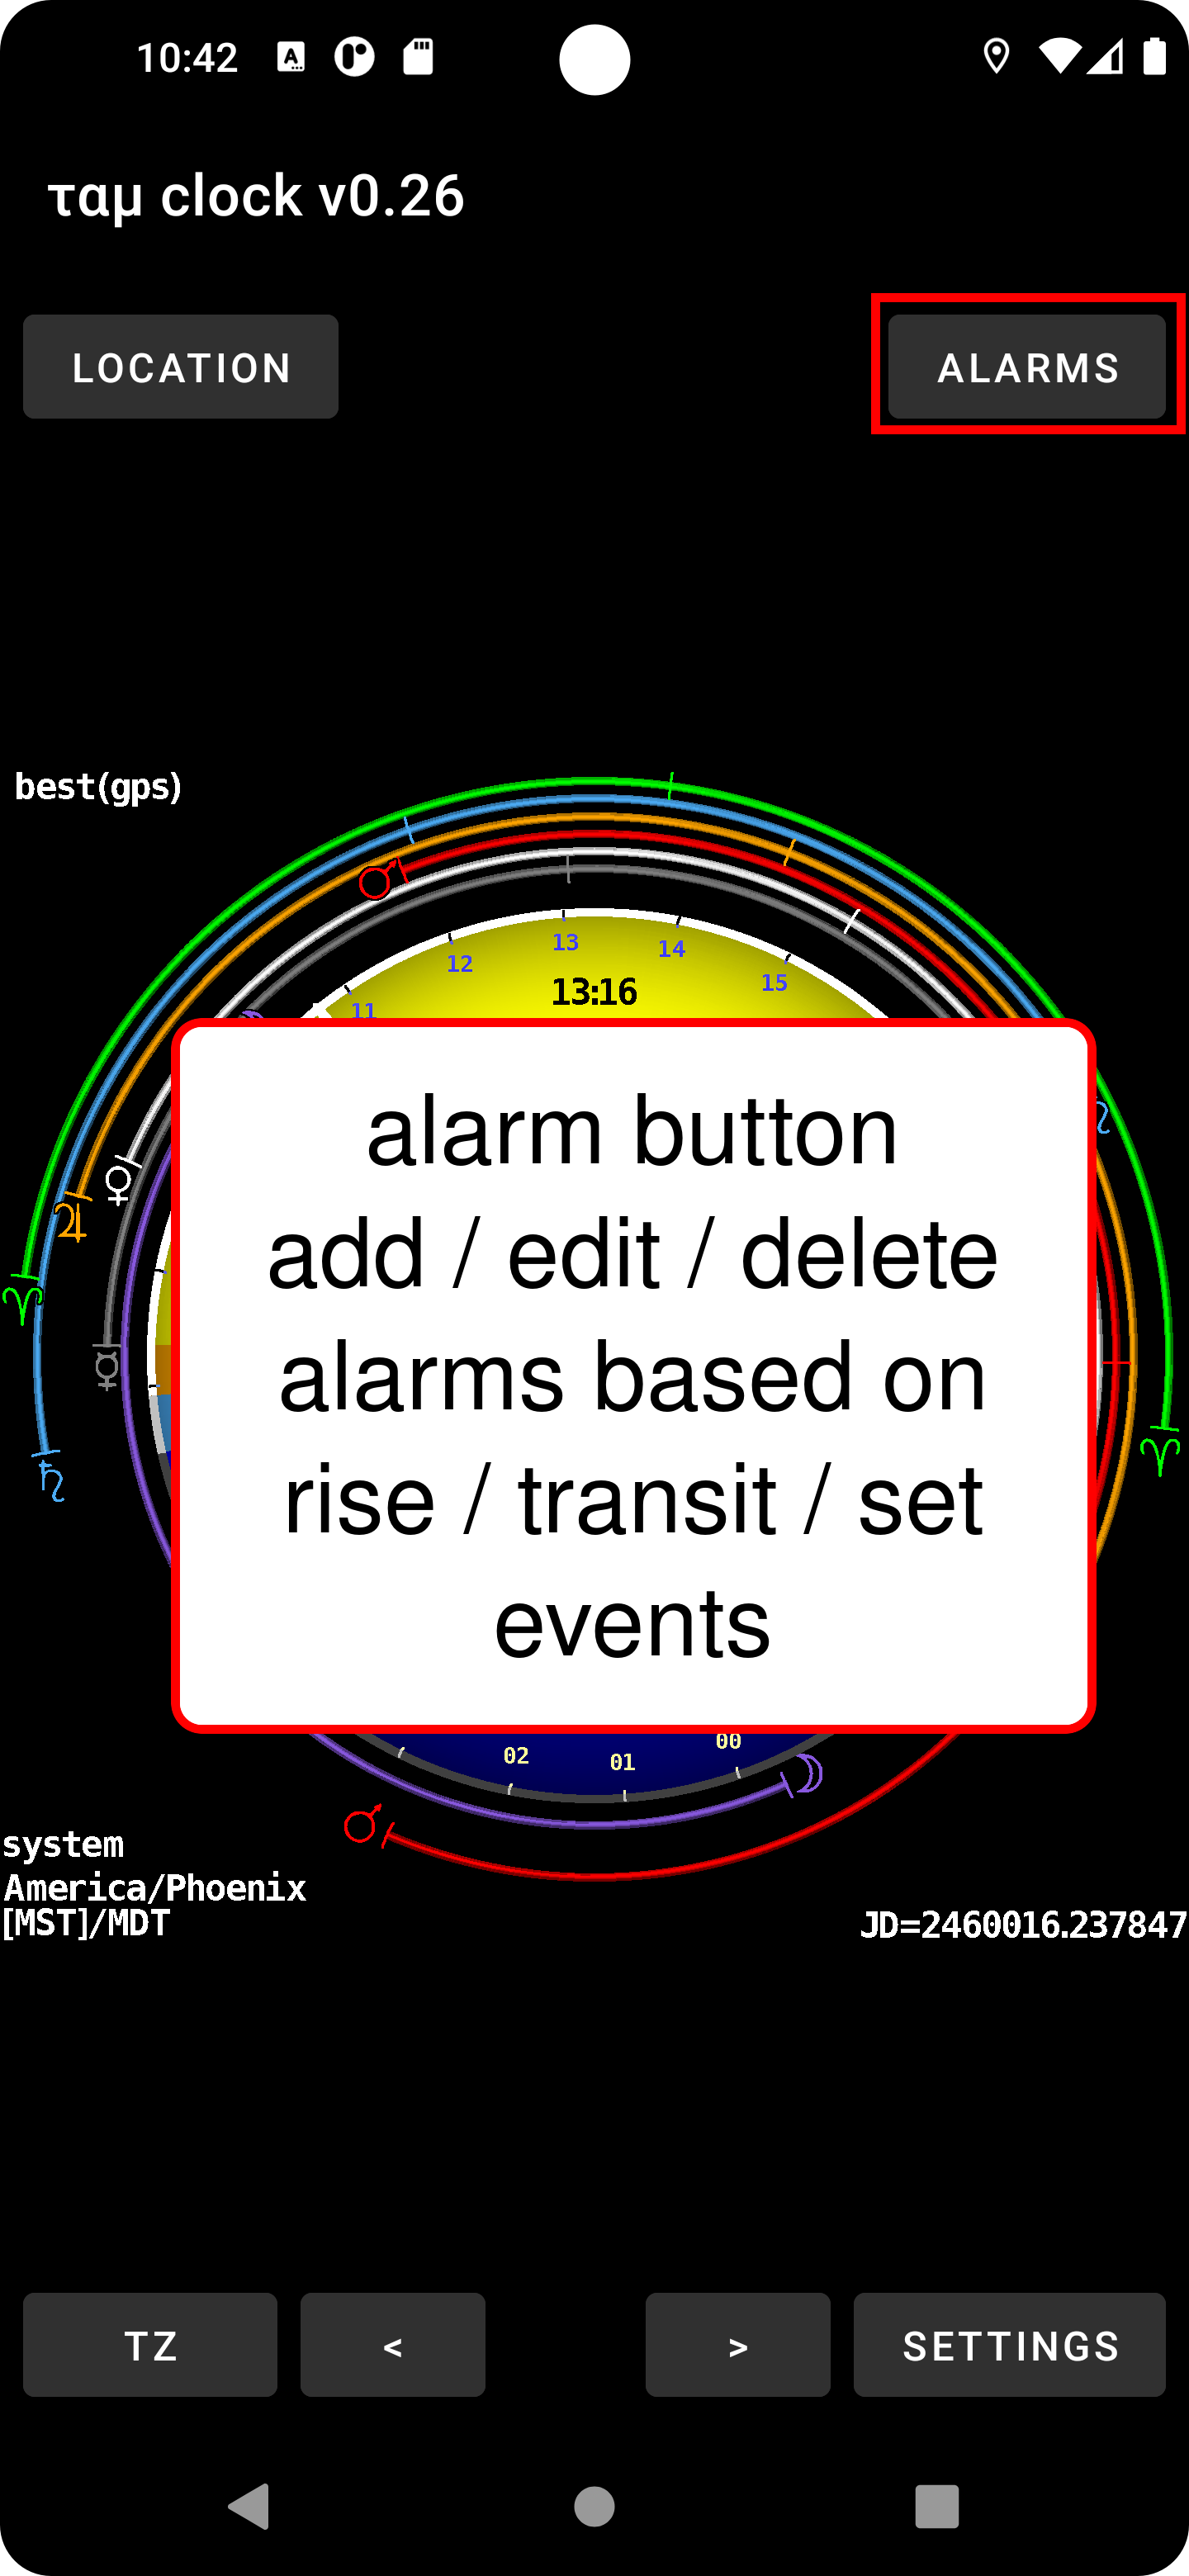 10:42
ταμ clock v0.26
LOCATION
ALARMS
best(gps)
13
14
12
15
13:16
11
alarm button
add / edit / delete
alarms based on
rise / transit / set
events
02
01
00
system
America/Phoenix
[MST]/MDT
JD=2460016.237847
TZ
<
>
SETTINGS